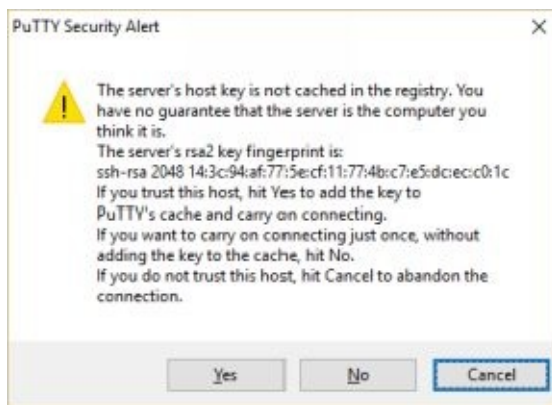 PuTTY Security Alert
The server's host key is not cached in the registry. You
have no guarantee that the server is the computer you
think it is.
The server's rsa2 key fingerprint is:
ssh-rsa 2048 14:3c:94:af:77:5e:cf:11:77:4b:c7:e5:dc:ec:c0:1c
If you trust this host, hit Yes to add the key to
PuTTY's cache and carry on connecting.
If you want to carry on connecting just once, without
adding the key to the cache, hit No.
If you do not trust this host, hit Cancel to abandon the
connection.
Yes No Cancel